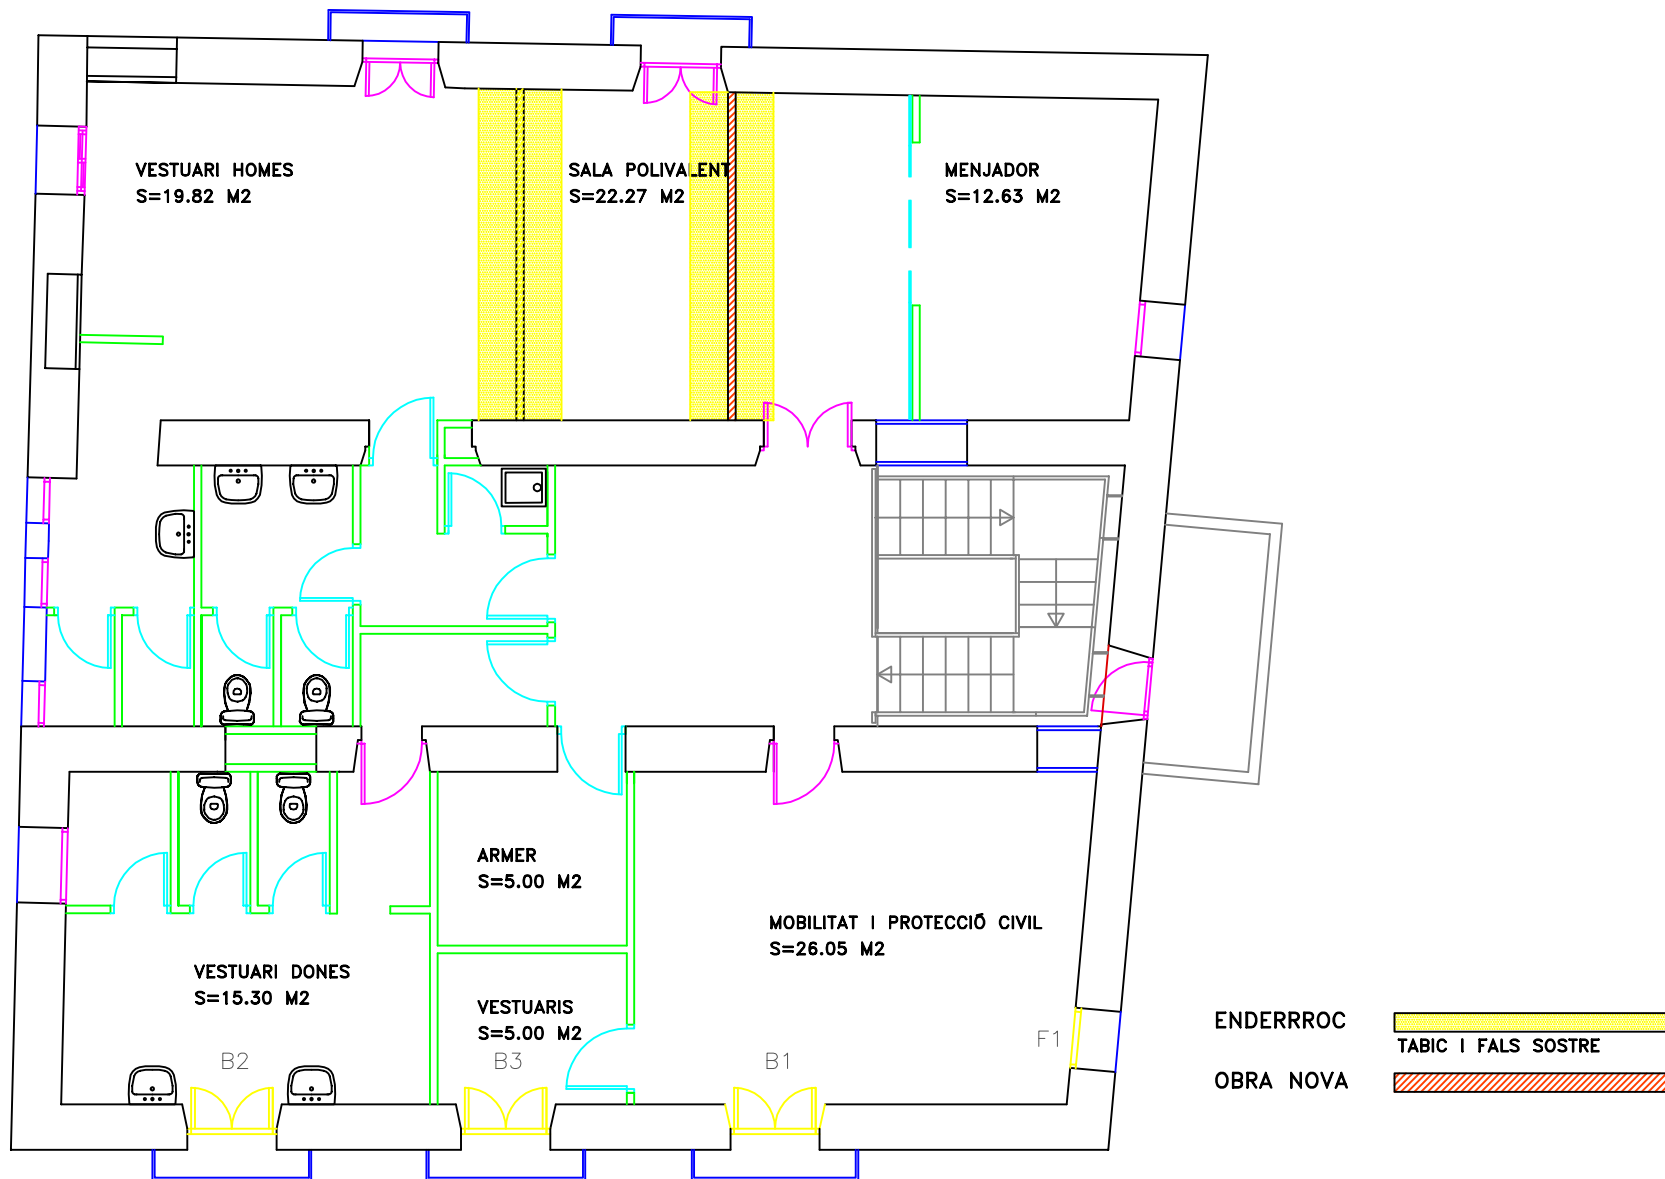 VESTUARI HOMES
S=19.82 M2
SALA POLIVALENT
S=22.27 M2
MENJADOR
S=12.63 M2
ARMER
S=5.00 M2
MOBILITAT I PROTECCIÓ CIVIL
S=26.05 M2
VESTUARI DONES
S=15.30 M2
VESTUARIS
S=5.00 M2
B2
B3
B1
F1
ENDERRROC
TABIC I FALS SOSTRE
OBRA NOVA